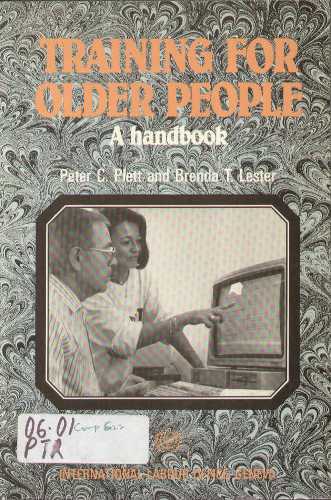 TRAINING FOR
OLDER PEOPLE
A handbook
Peter C. Plett and Brenda T. Lester
06.01
PTR
INTERNATIONAL LABOUR OFFICE GENEVA